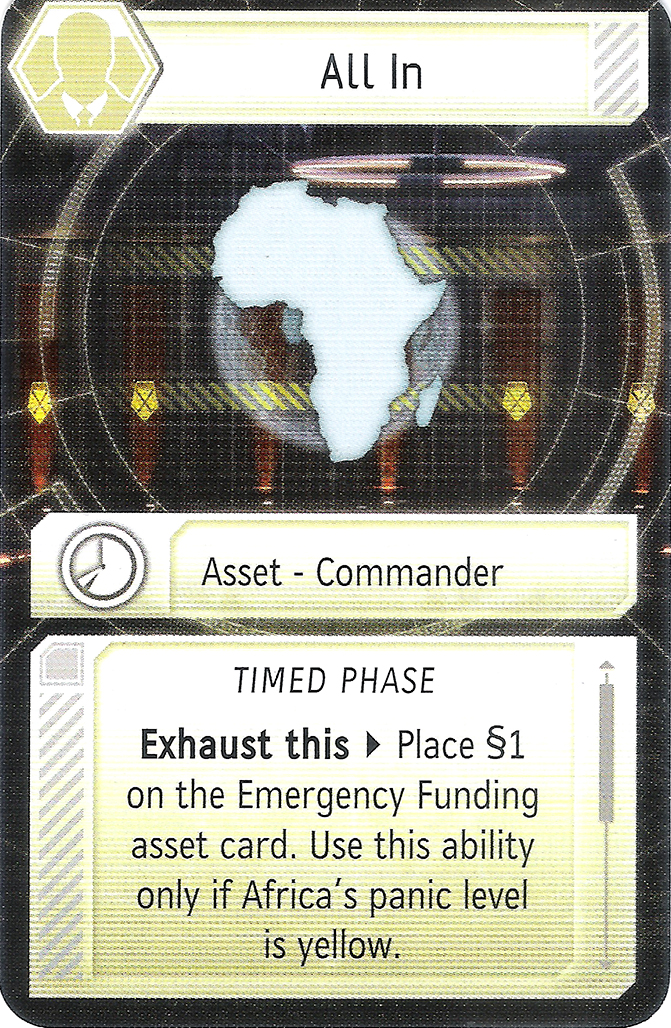 All In
Asset - Commander
TIMED PHASE
Exhaust this ▶ Place §1
on the Emergency Funding
asset card. Use this ability
only if Africa's panic level
is yellow.